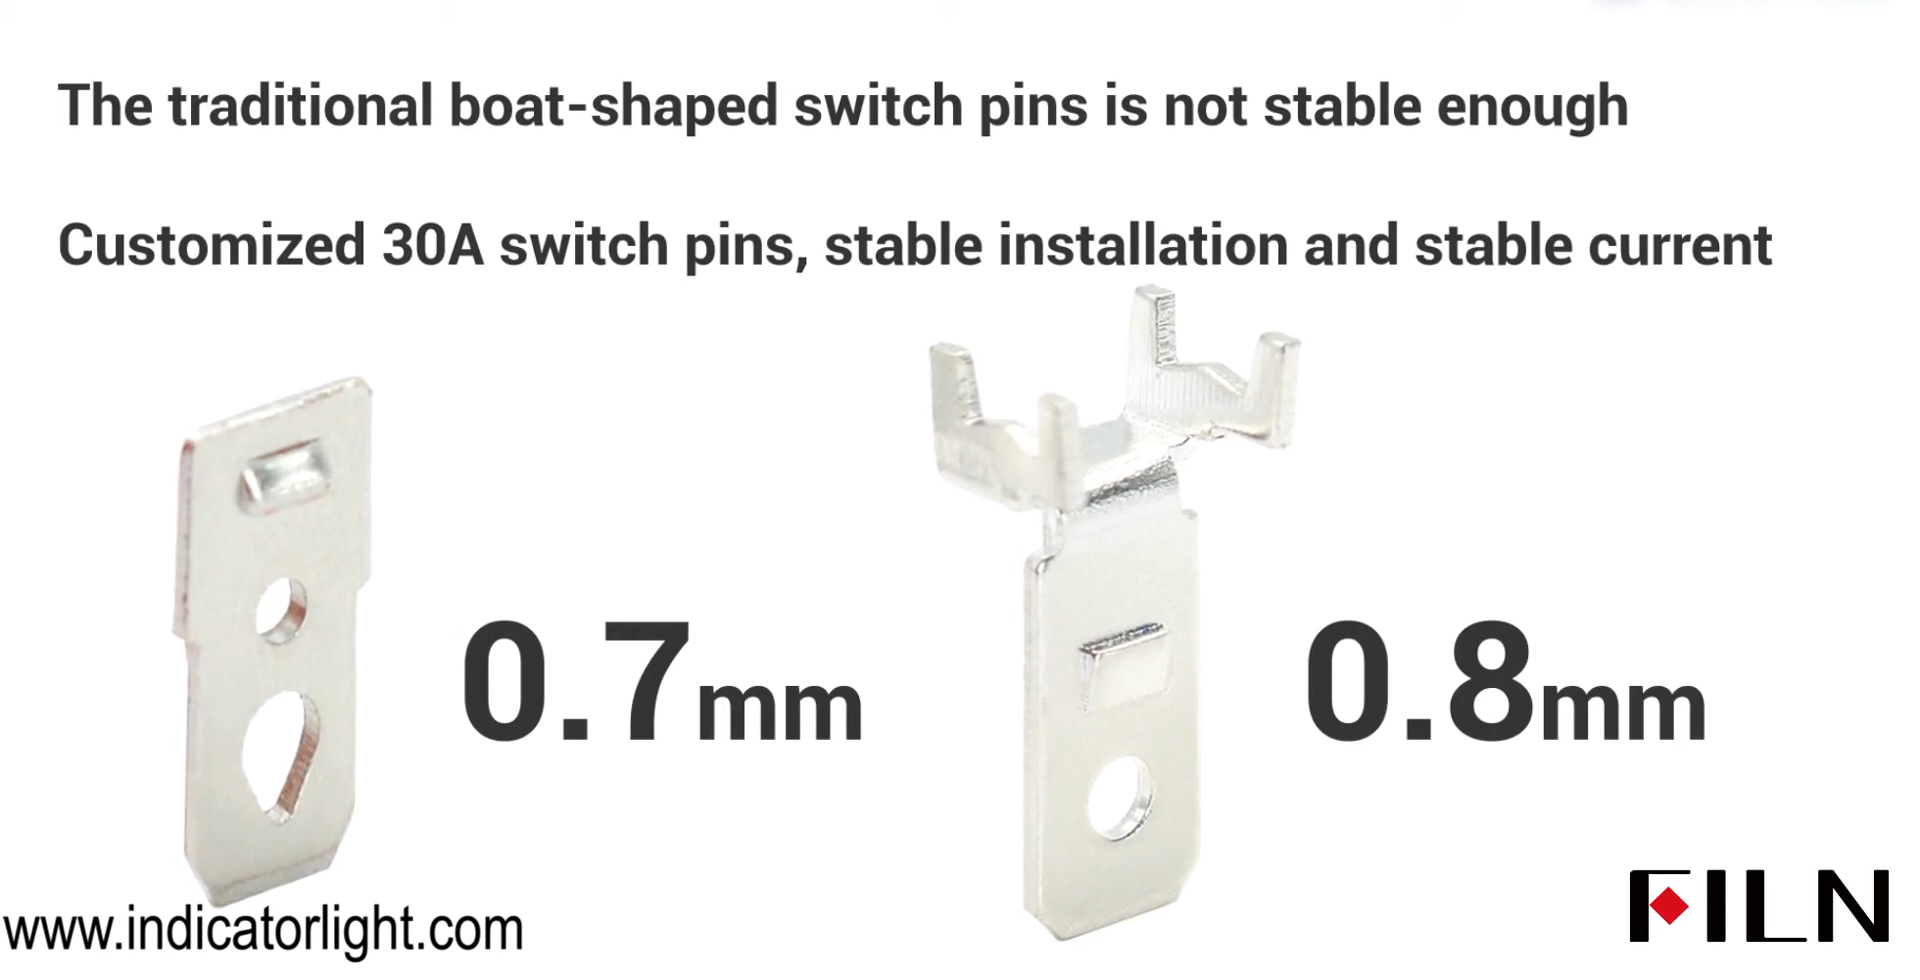 The traditional boat-shaped switch pins is not stable enough
Customized 30A switch pins, stable installation and stable current
0.7mm
0.8mm
www.indicatorlight.com
FILN